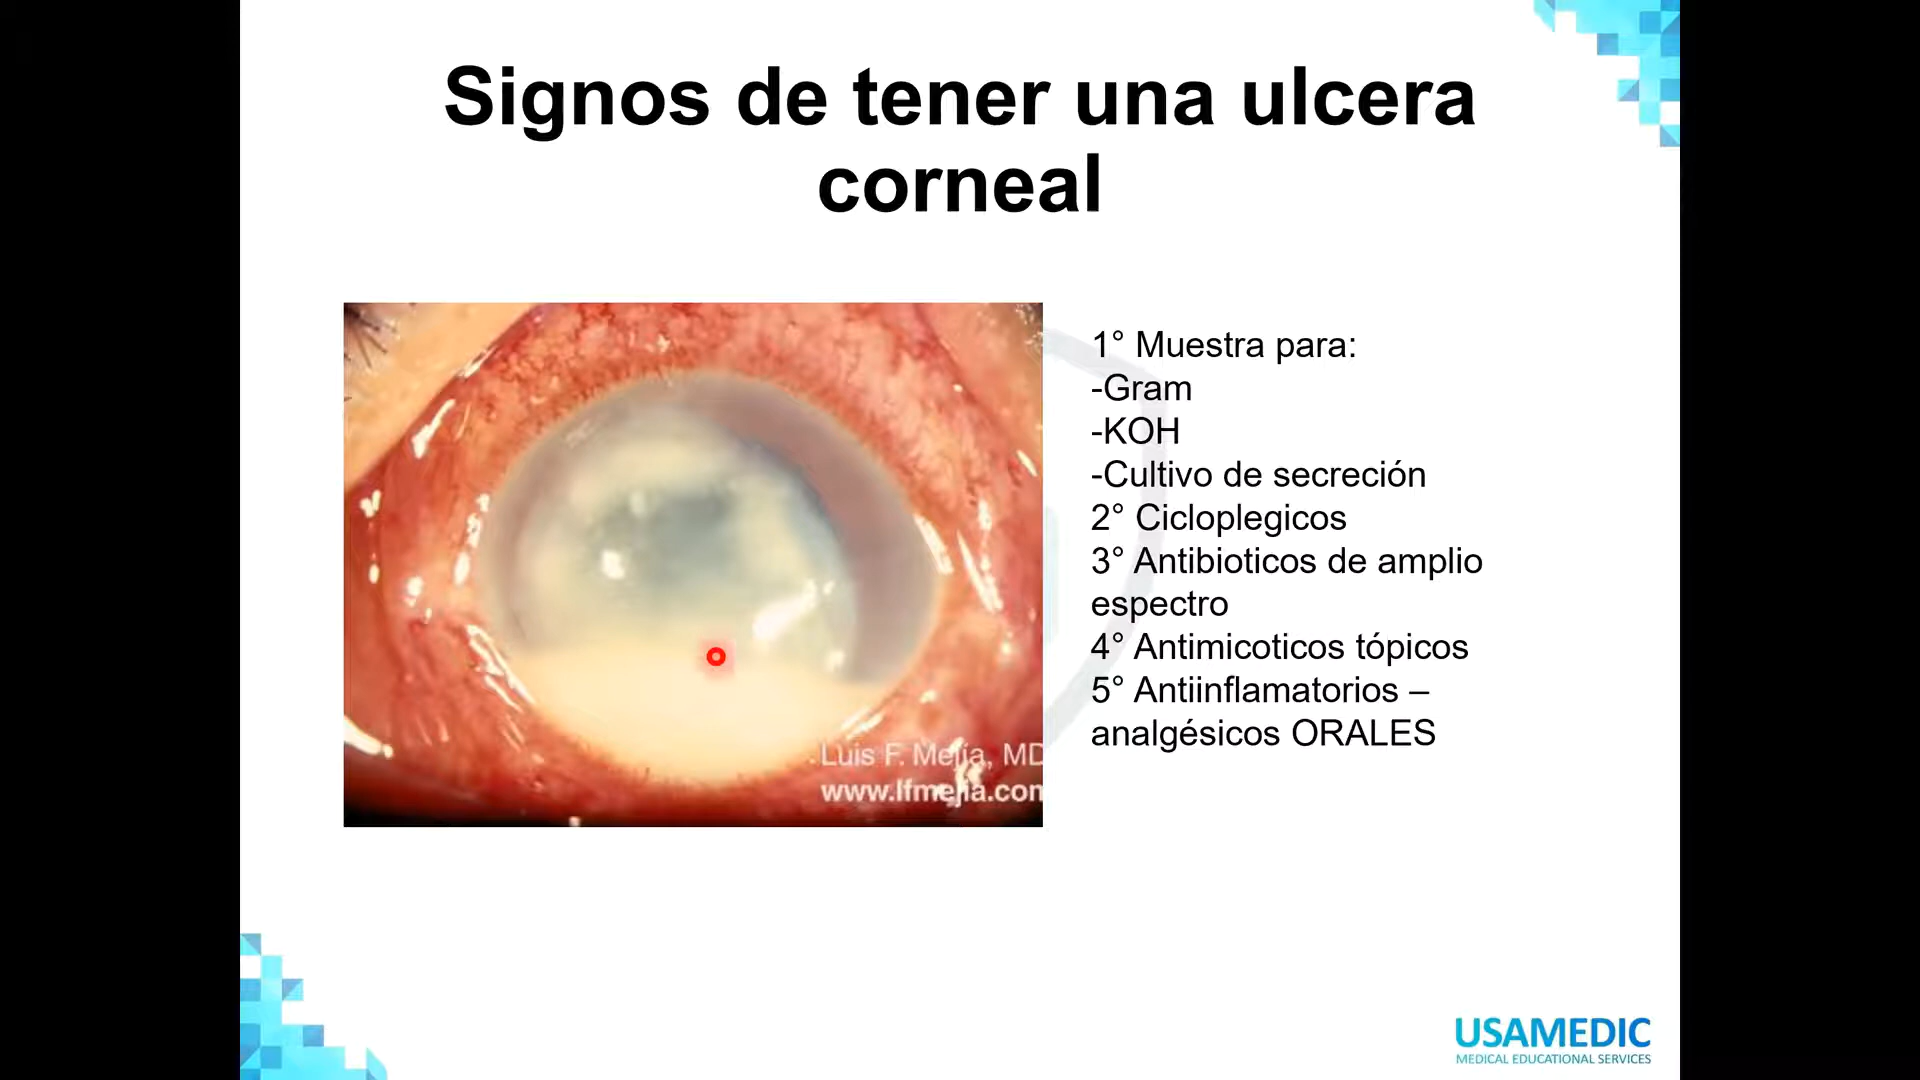 Signos de tener una ulcera
corneal
1° Muestra para:
-Gram
-KOH
-Cultivo de secreción
2° Cicloplegicos
3° Antibioticos de amplio
espectro
4° Antimicoticos tópicos
5° Antiinflamatorios –
analgésicos ORALES
Luis F. Mejía, MD
www.lfmejia.com
USAMEDIC
MEDICAL EDUCATIONAL SERVICES